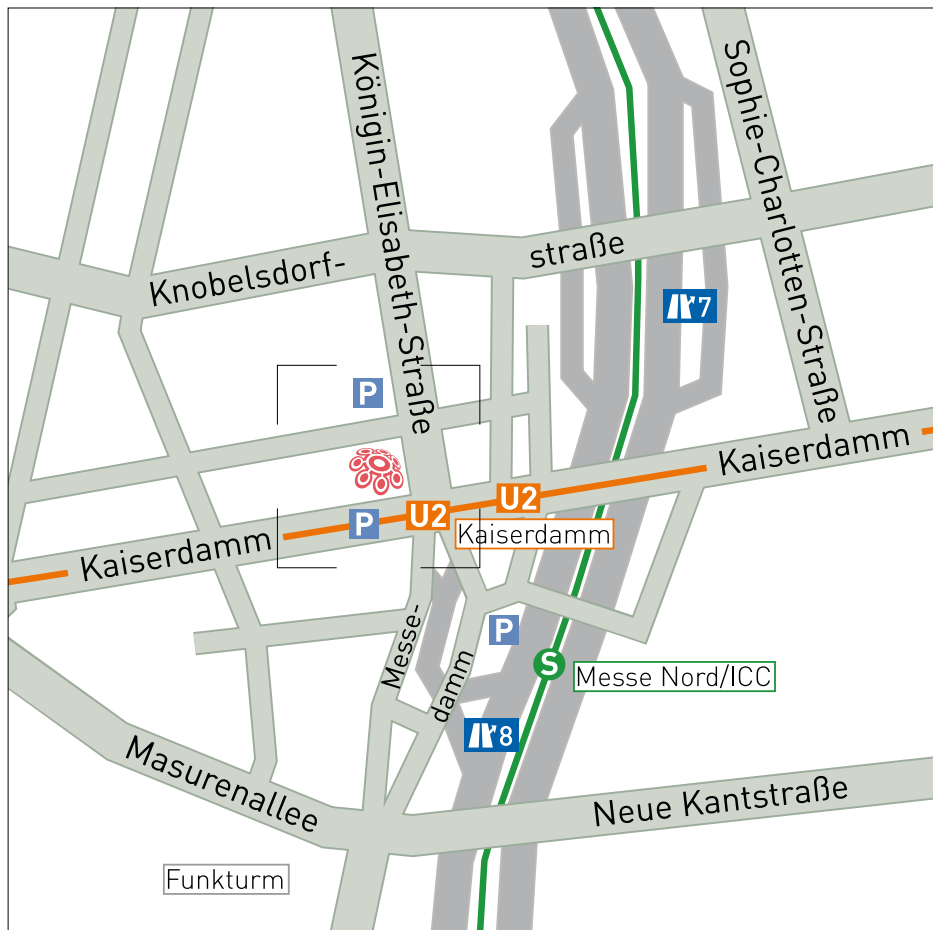 Königin-Elisabeth-Straße
Sophie-Charlotten-Straße
Knobelsdorf-
straße
7
P
Kaiserdamm
U2
U2
P
Kaiserdamm
Kaiserdamm
Messe-
damm
P
S
Messe Nord/ICC
8
Masurenallee
Neue Kantstraße
Funkturm